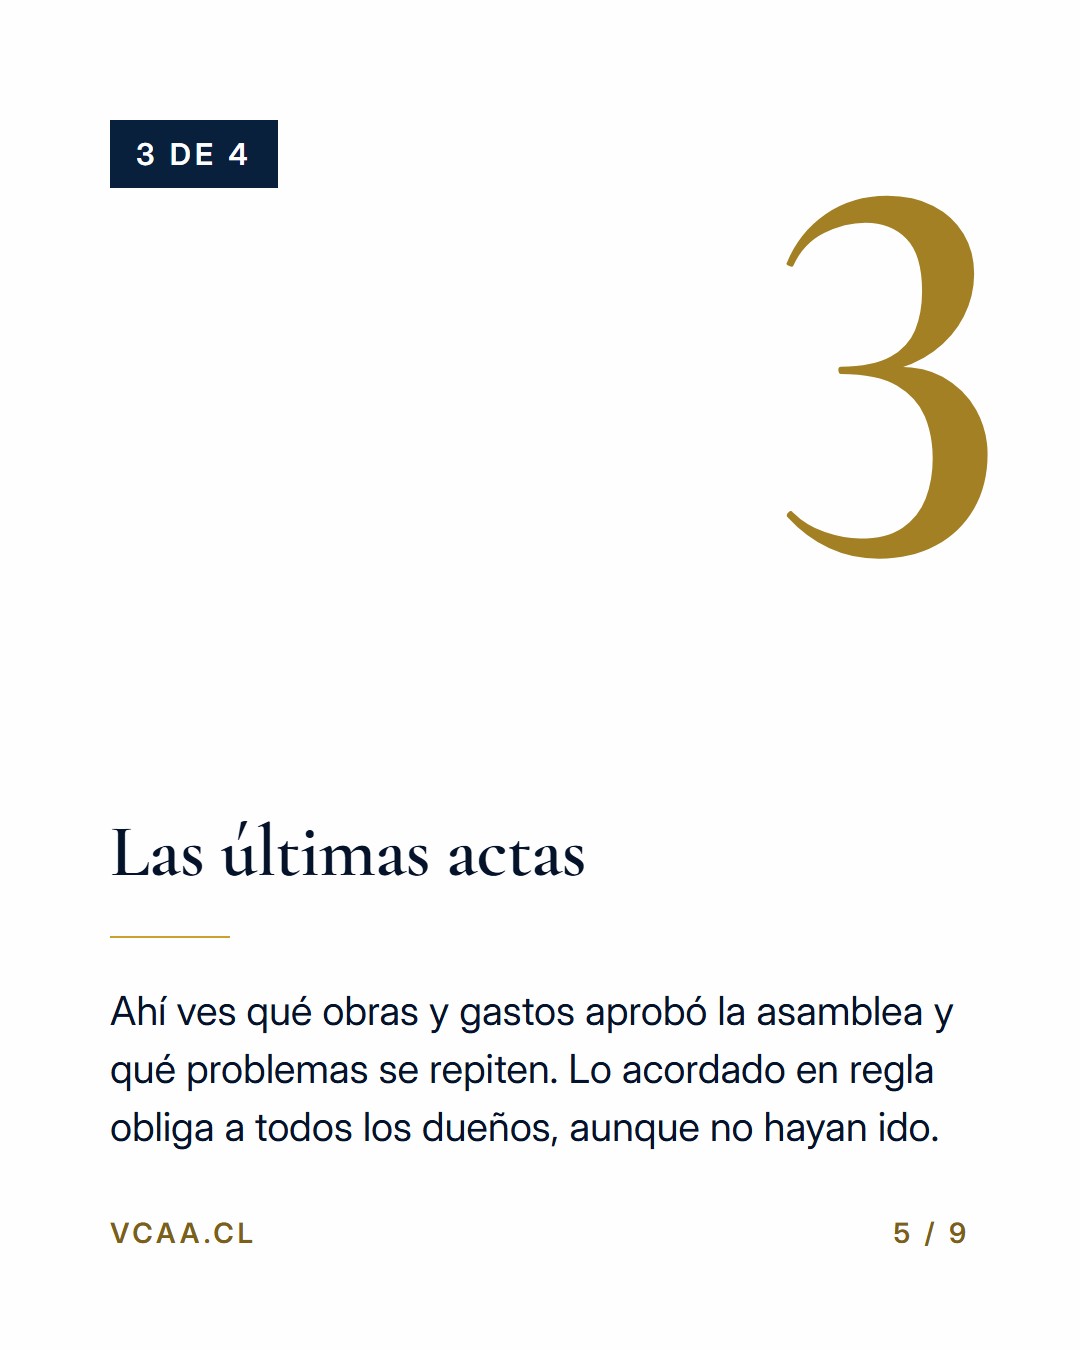 3 DE 4
3
Las últimas actas
Ahí ves qué obras y gastos aprobó la asamblea y
qué problemas se repiten. Lo acordado en regla
obliga a todos los dueños, aunque no hayan ido.
VCAA.CL
5 / 9